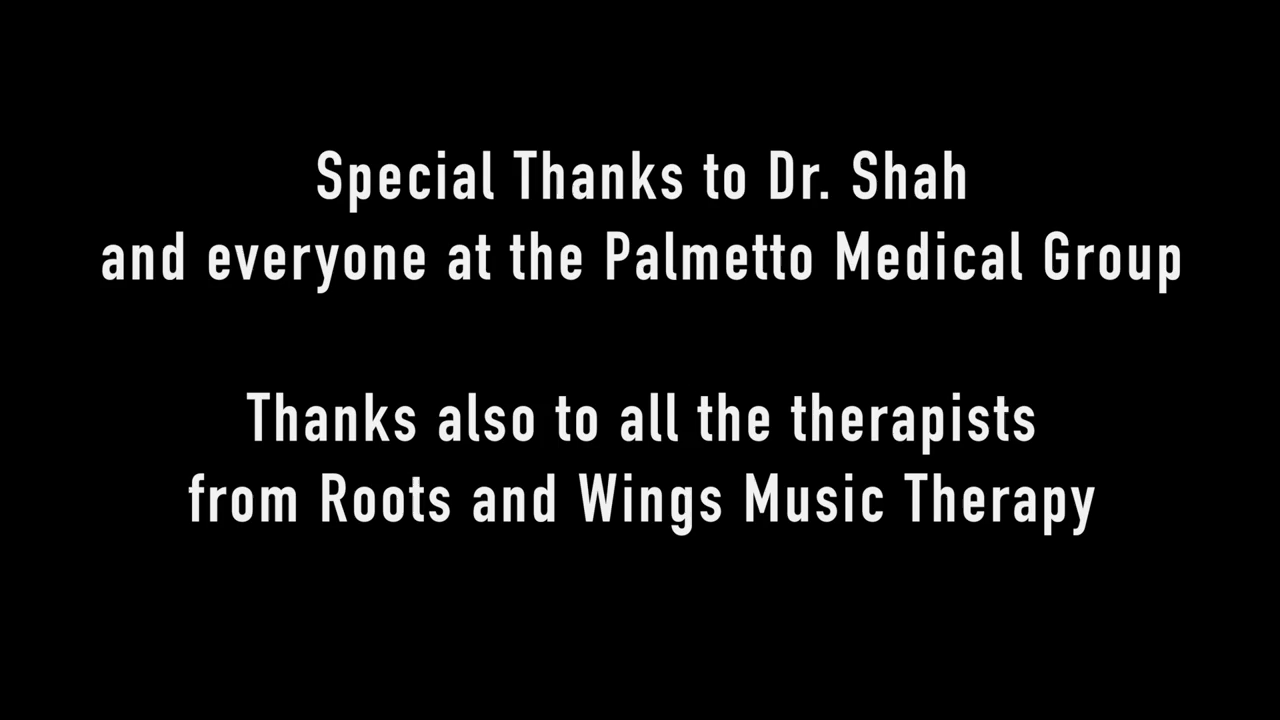 Special Thanks to Dr. Shah
and everyone at the Palmetto Medical Group
Thanks also to all the therapists
from Roots and Wings Music Therapy